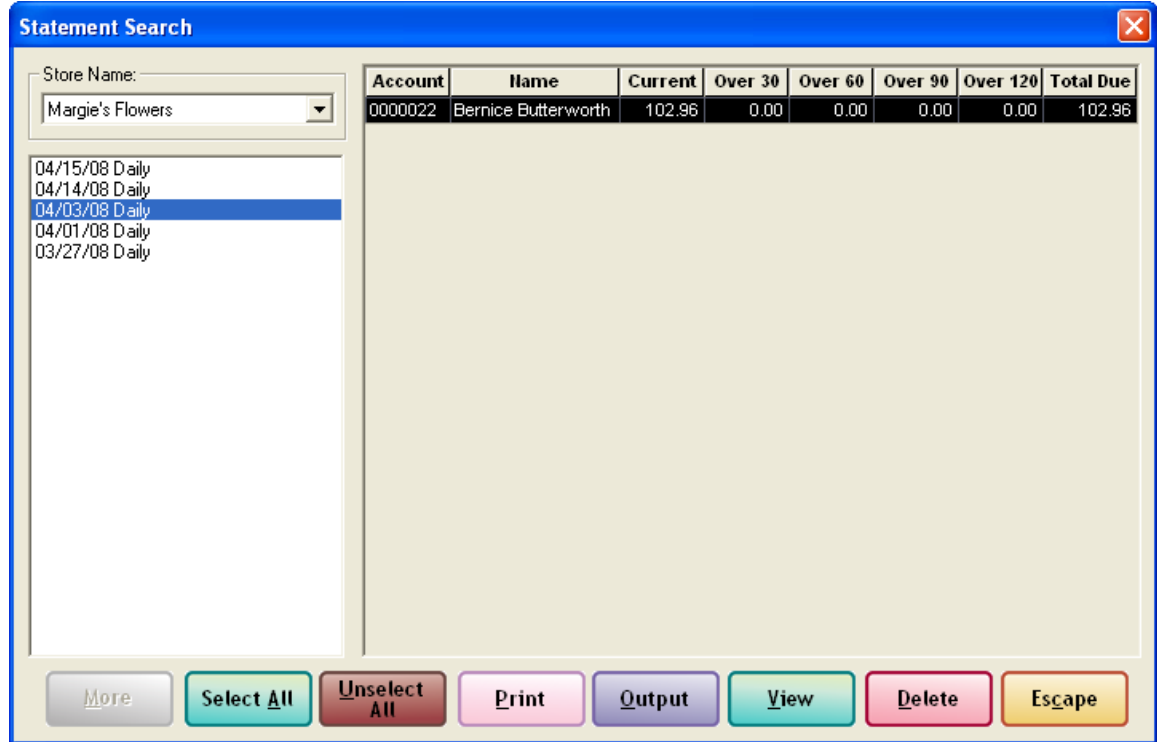 Statement Search
Store Name:
Margie's Flowers
04/15/08 Daily
04/14/08 Daily
04/03/08 Daily
04/01/08 Daily
03/27/08 Daily
Account Name Current Over 30 Over 60 Over 90 Over 120 Total Due
0000022 Bernice Butterworth 102.96 0.00 0.00 0.00 0.00 102.96
More
Select All
Unselect
All
Print
Output
View
Delete
Escape